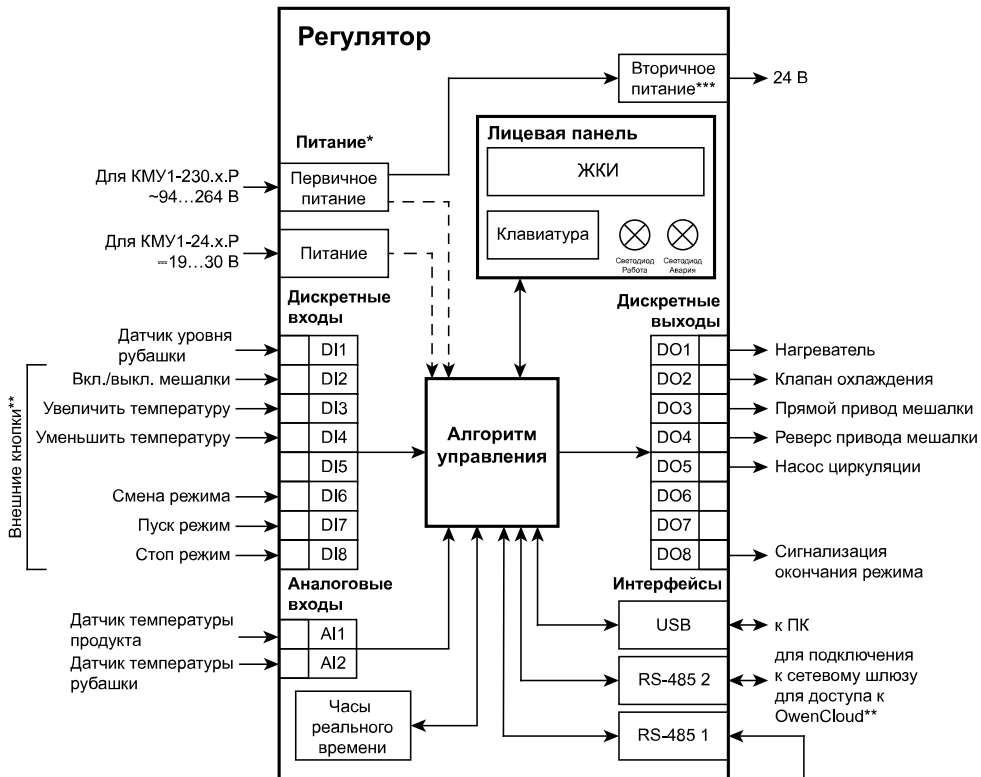 Регулятор
Вторичное
питание***
24 В
Питание*
Для КМУ1-230.х.Р
~94...264 В
Первичное
питание
Для КМУ1-24.х.Р
⎓19...30 В
Питание
Лицевая панель
ЖКИ
Клавиатура
Светодиод
Работа
Светодиод
Авария
Дискретные
входы
Датчик уровня
рубашки
DI1
Вкл./выкл. мешалки
DI2
Увеличить температуру
DI3
Уменьшить температуру
DI4
DI5
Смена режима
DI6
Пуск режим
DI7
Стоп режим
DI8
Внешние кнопки**
Алгоритм
управления
Дискретные
выходы
DO1
Нагреватель
DO2
Клапан охлаждения
DO3
Прямой привод мешалки
DO4
Реверс привода мешалки
DO5
Насос циркуляции
DO6
DO7
DO8
Сигнализация
окончания режима
Аналоговые
входы
Датчик температуры
продукта
AI1
Датчик температуры
рубашки
AI2
Часы
реального
времени
Интерфейсы
USB
к ПК
RS-485 2
для подключения
к сетевому шлюзу
для доступа к
OwenCloud**
RS-485 1